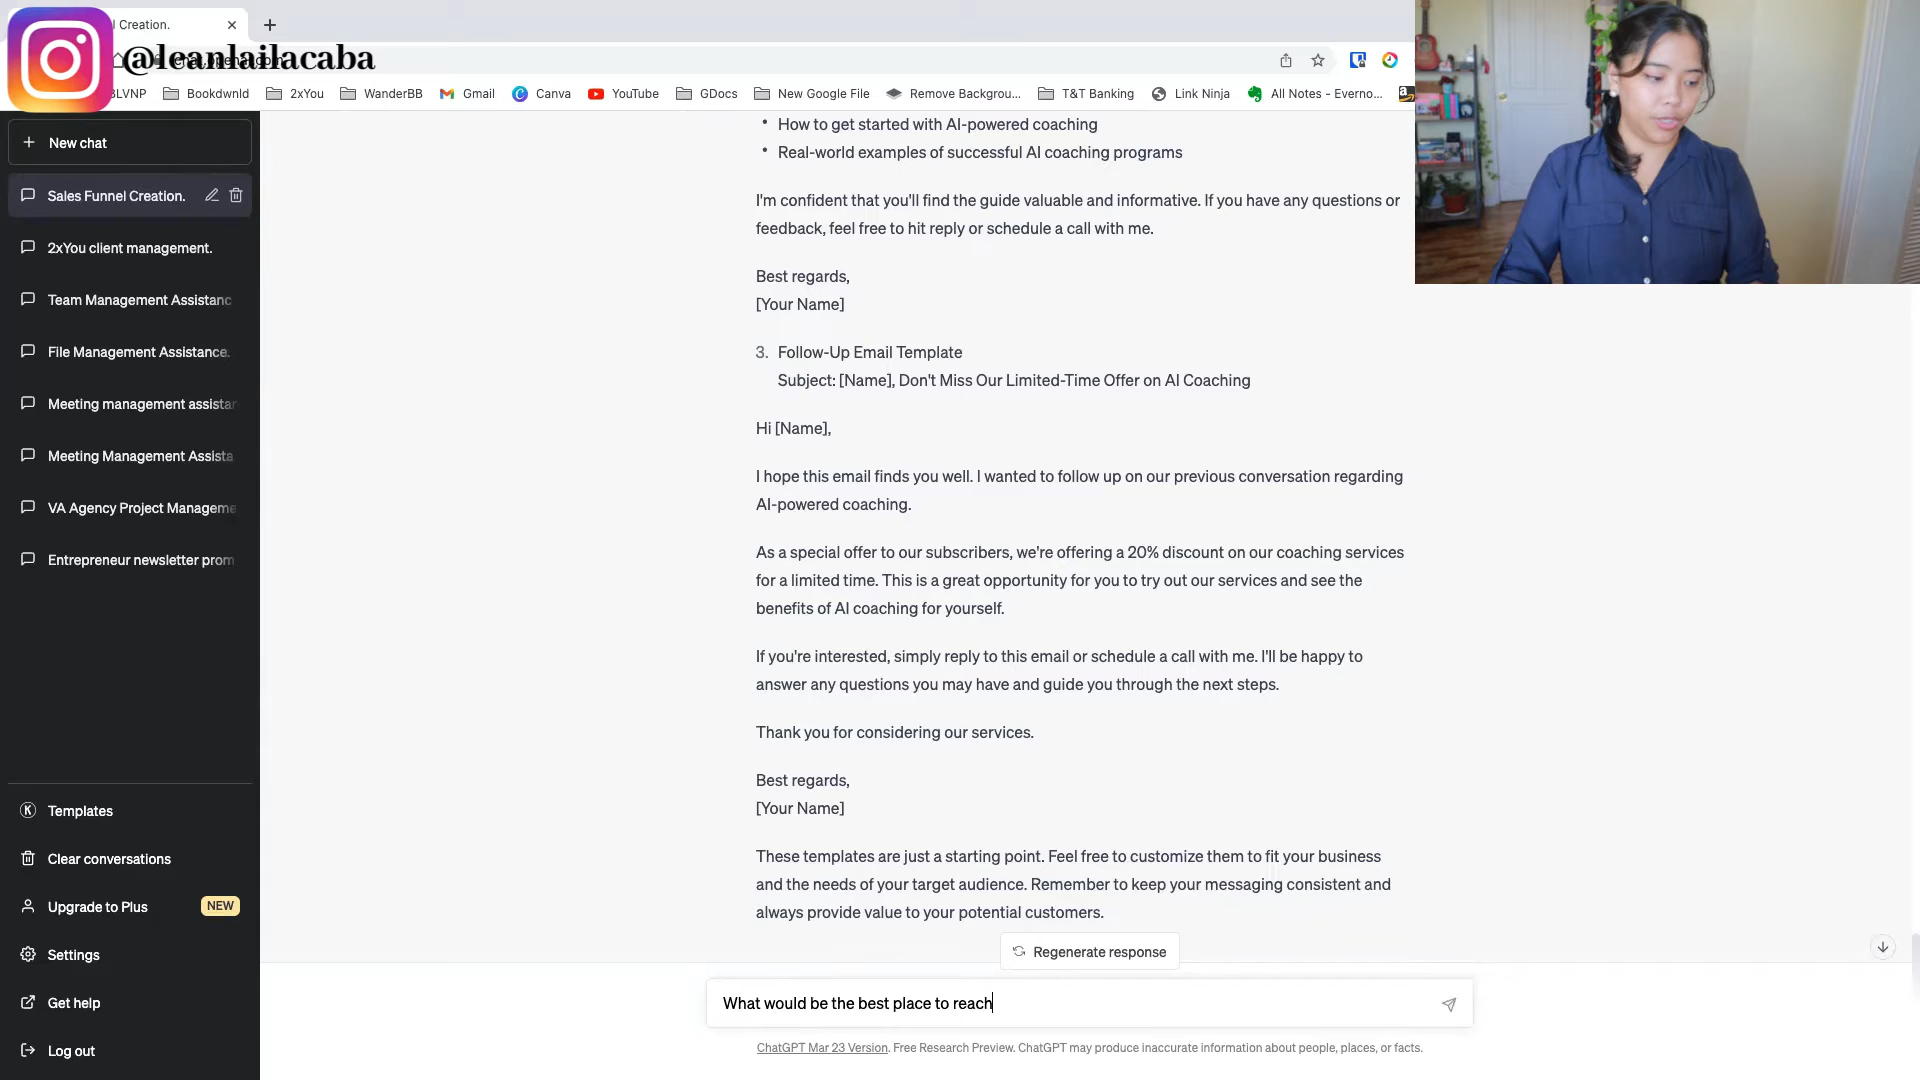 l Creation.
@leanlailacaba
BLVNP
Bookdwnld
2xYou
WanderBB
Gmail
Canva
YouTube
GDocs
New Google File
Remove Backgrou...
T&T Banking
Link Ninja
All Notes - Everno...
New chat
Sales Funnel Creation.
2xYou client management.
Team Management Assistanc
File Management Assistance.
Meeting management assistan
Meeting Management Assista
VA Agency Project Manageme
Entrepreneur newsletter prom
Templates
Clear conversations
Upgrade to Plus
NEW
Settings
Get help
Log out
• How to get started with AI-powered coaching
• Real-world examples of successful AI coaching programs
I'm confident that you'll find the guide valuable and informative. If you have any questions or
feedback, feel free to hit reply or schedule a call with me.
Best regards,
[Your Name]
3. Follow-Up Email Template
Subject: [Name], Don't Miss Our Limited-Time Offer on AI Coaching
Hi [Name],
I hope this email finds you well. I wanted to follow up on our previous conversation regarding
AI-powered coaching.
As a special offer to our subscribers, we're offering a 20% discount on our coaching services
for a limited time. This is a great opportunity for you to try out our services and see the
benefits of AI coaching for yourself.
If you're interested, simply reply to this email or schedule a call with me. I'll be happy to
answer any questions you may have and guide you through the next steps.
Thank you for considering our services.
Best regards,
[Your Name]
These templates are just a starting point. Feel free to customize them to fit your business
and the needs of your target audience. Remember to keep your messaging consistent and
always provide value to your potential customers.
Regenerate response
What would be the best place to reach
ChatGPT Mar 23 Version. Free Research Preview. ChatGPT may produce inaccurate information about people, places, or facts.